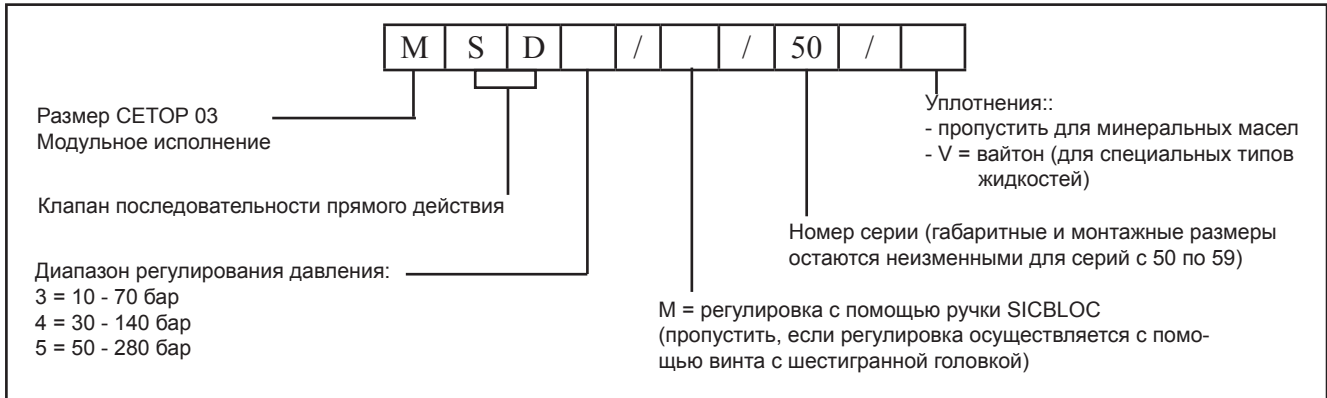 M S D / / 50 /
Размер CETOP 03
Модульное исполнение
Клапан последовательности прямого действия
Диапазон регулирования давления:
3 = 10 - 70 бар
4 = 30 - 140 бар
5 = 50 - 280 бар
Уплотнения::
- пропустить для минеральных масел
- V = вайтон (для специальных типов
жидкостей)
Номер серии (габаритные и монтажные размеры
остаются неизменными для серий с 50 по 59)
M = регулировка с помощью ручки SICBLOC
(пропустить, если регулировка осуществляется с помо-
щью винта с шестигранной головкой)